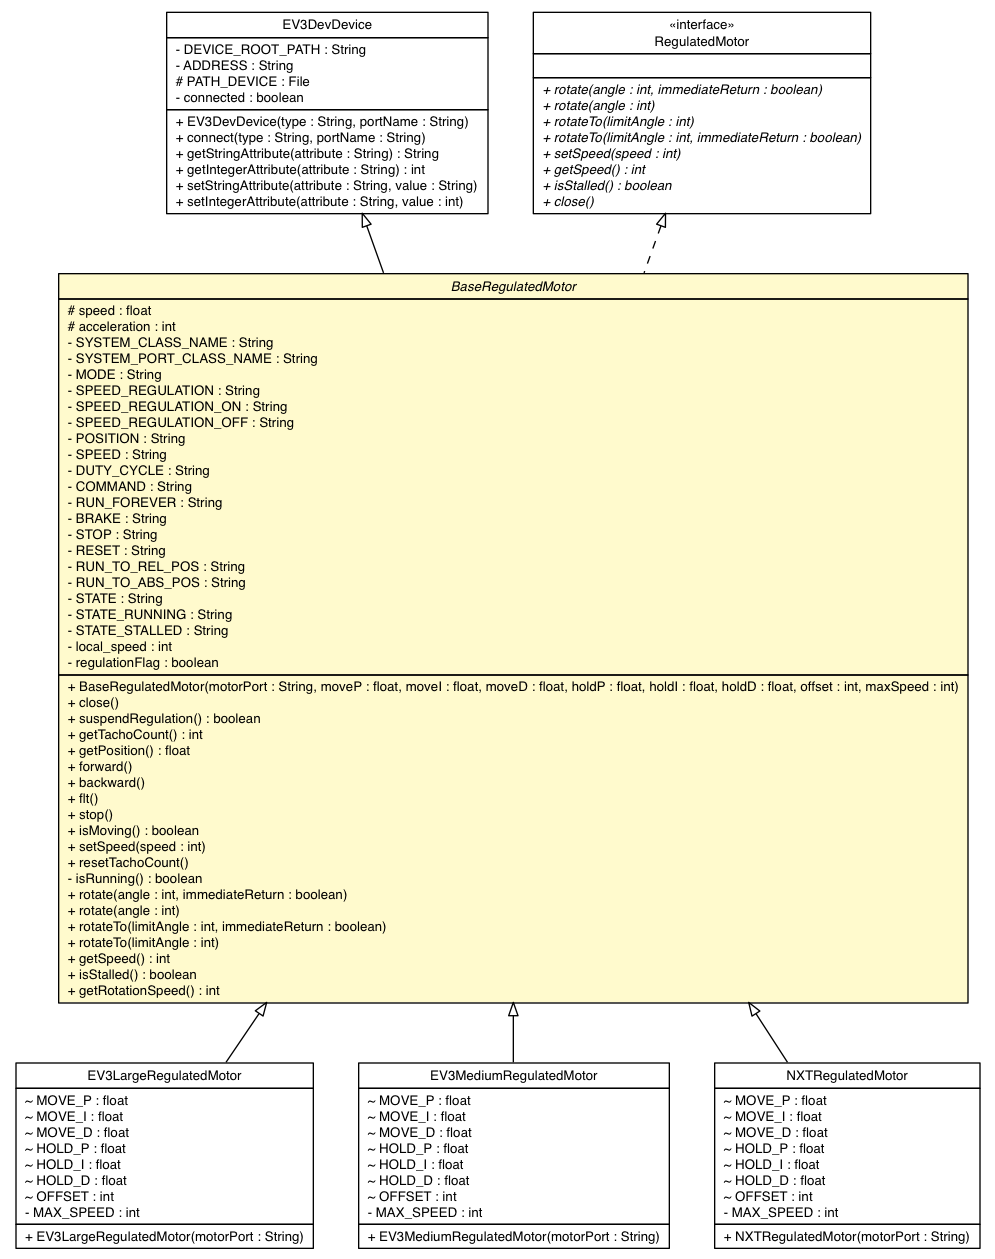 EV3DevDevice
- DEVICE_ROOT_PATH : String
- ADDRESS : String
# PATH_DEVICE : File
- connected : boolean
+ EV3DevDevice(type : String, portName : String)
+ connect(type : String, portName : String)
+ getStringAttribute(attribute : String) : String
+ getIntegerAttribute(attribute : String) : int
+ setStringAttribute(attribute : String, value : String)
+ setIntegerAttribute(attribute : String, value : int)
«interface»
RegulatedMotor
+ rotate(angle : int, immediateReturn : boolean)
+ rotate(angle : int)
+ rotateTo(limitAngle : int)
+ rotateTo(limitAngle : int, immediateReturn : boolean)
+ setSpeed(speed : int)
+ getSpeed() : int
+ isStalled() : boolean
+ close()
BaseRegulatedMotor
# speed : float
# acceleration : int
- SYSTEM_CLASS_NAME : String
- SYSTEM_PORT_CLASS_NAME : String
- MODE : String
- SPEED_REGULATION : String
- SPEED_REGULATION_ON : String
- SPEED_REGULATION_OFF : String
- POSITION : String
- SPEED : String
- DUTY_CYCLE : String
- COMMAND : String
- RUN_FOREVER : String
- BRAKE : String
- STOP : String
- RESET : String
- RUN_TO_REL_POS : String
- RUN_TO_ABS_POS : String
- STATE : String
- STATE_RUNNING : String
- STATE_STALLED : String
- local_speed : int
- regulationFlag : boolean
+ BaseRegulatedMotor(motorPort : String, moveP : float, moveI : float, moveD : float, holdP : float, holdI : float, holdD : float, offset : int, maxSpeed : int)
+ close()
+ suspendRegulation() : boolean
+ getTachoCount() : int
+ getPosition() : float
+ forward()
+ backward()
+ flt()
+ stop()
+ isMoving() : boolean
+ setSpeed(speed : int)
+ resetTachoCount()
- isRunning() : boolean
+ rotate(angle : int, immediateReturn : boolean)
+ rotate(angle : int)
+ rotateTo(limitAngle : int, immediateReturn : boolean)
+ rotateTo(limitAngle : int)
+ getSpeed() : int
+ isStalled() : boolean
+ getRotationSpeed() : int
EV3LargeRegulatedMotor
~ MOVE_P : float
~ MOVE_I : float
~ MOVE_D : float
~ HOLD_P : float
~ HOLD_I : float
~ HOLD_D : float
~ OFFSET : int
- MAX_SPEED : int
+ EV3LargeRegulatedMotor(motorPort : String)
EV3MediumRegulatedMotor
~ MOVE_P : float
~ MOVE_I : float
~ MOVE_D : float
~ HOLD_P : float
~ HOLD_I : float
~ HOLD_D : float
~ OFFSET : int
- MAX_SPEED : int
+ EV3MediumRegulatedMotor(motorPort : String)
NXTRegulatedMotor
~ MOVE_P : float
~ MOVE_I : float
~ MOVE_D : float
~ HOLD_P : float
~ HOLD_I : float
~ HOLD_D : float
~ OFFSET : int
- MAX_SPEED : int
+ NXTRegulatedMotor(motorPort : String)